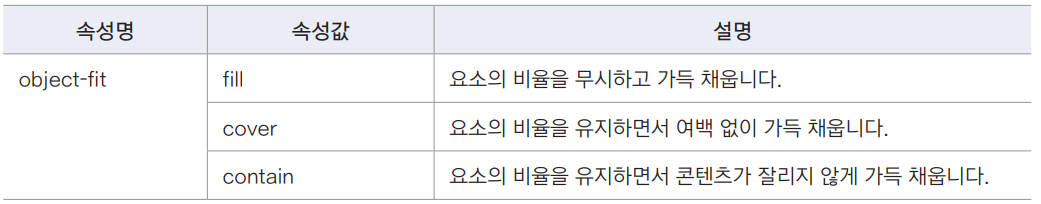 속성명 속성값 설명
object-fit fill 요소의 비율을 무시하고 가득 채웁니다.
cover 요소의 비율을 유지하면서 여백 없이 가득 채웁니다.
contain 요소의 비율을 유지하면서 콘텐츠가 잘리지 않게 가득 채웁니다.